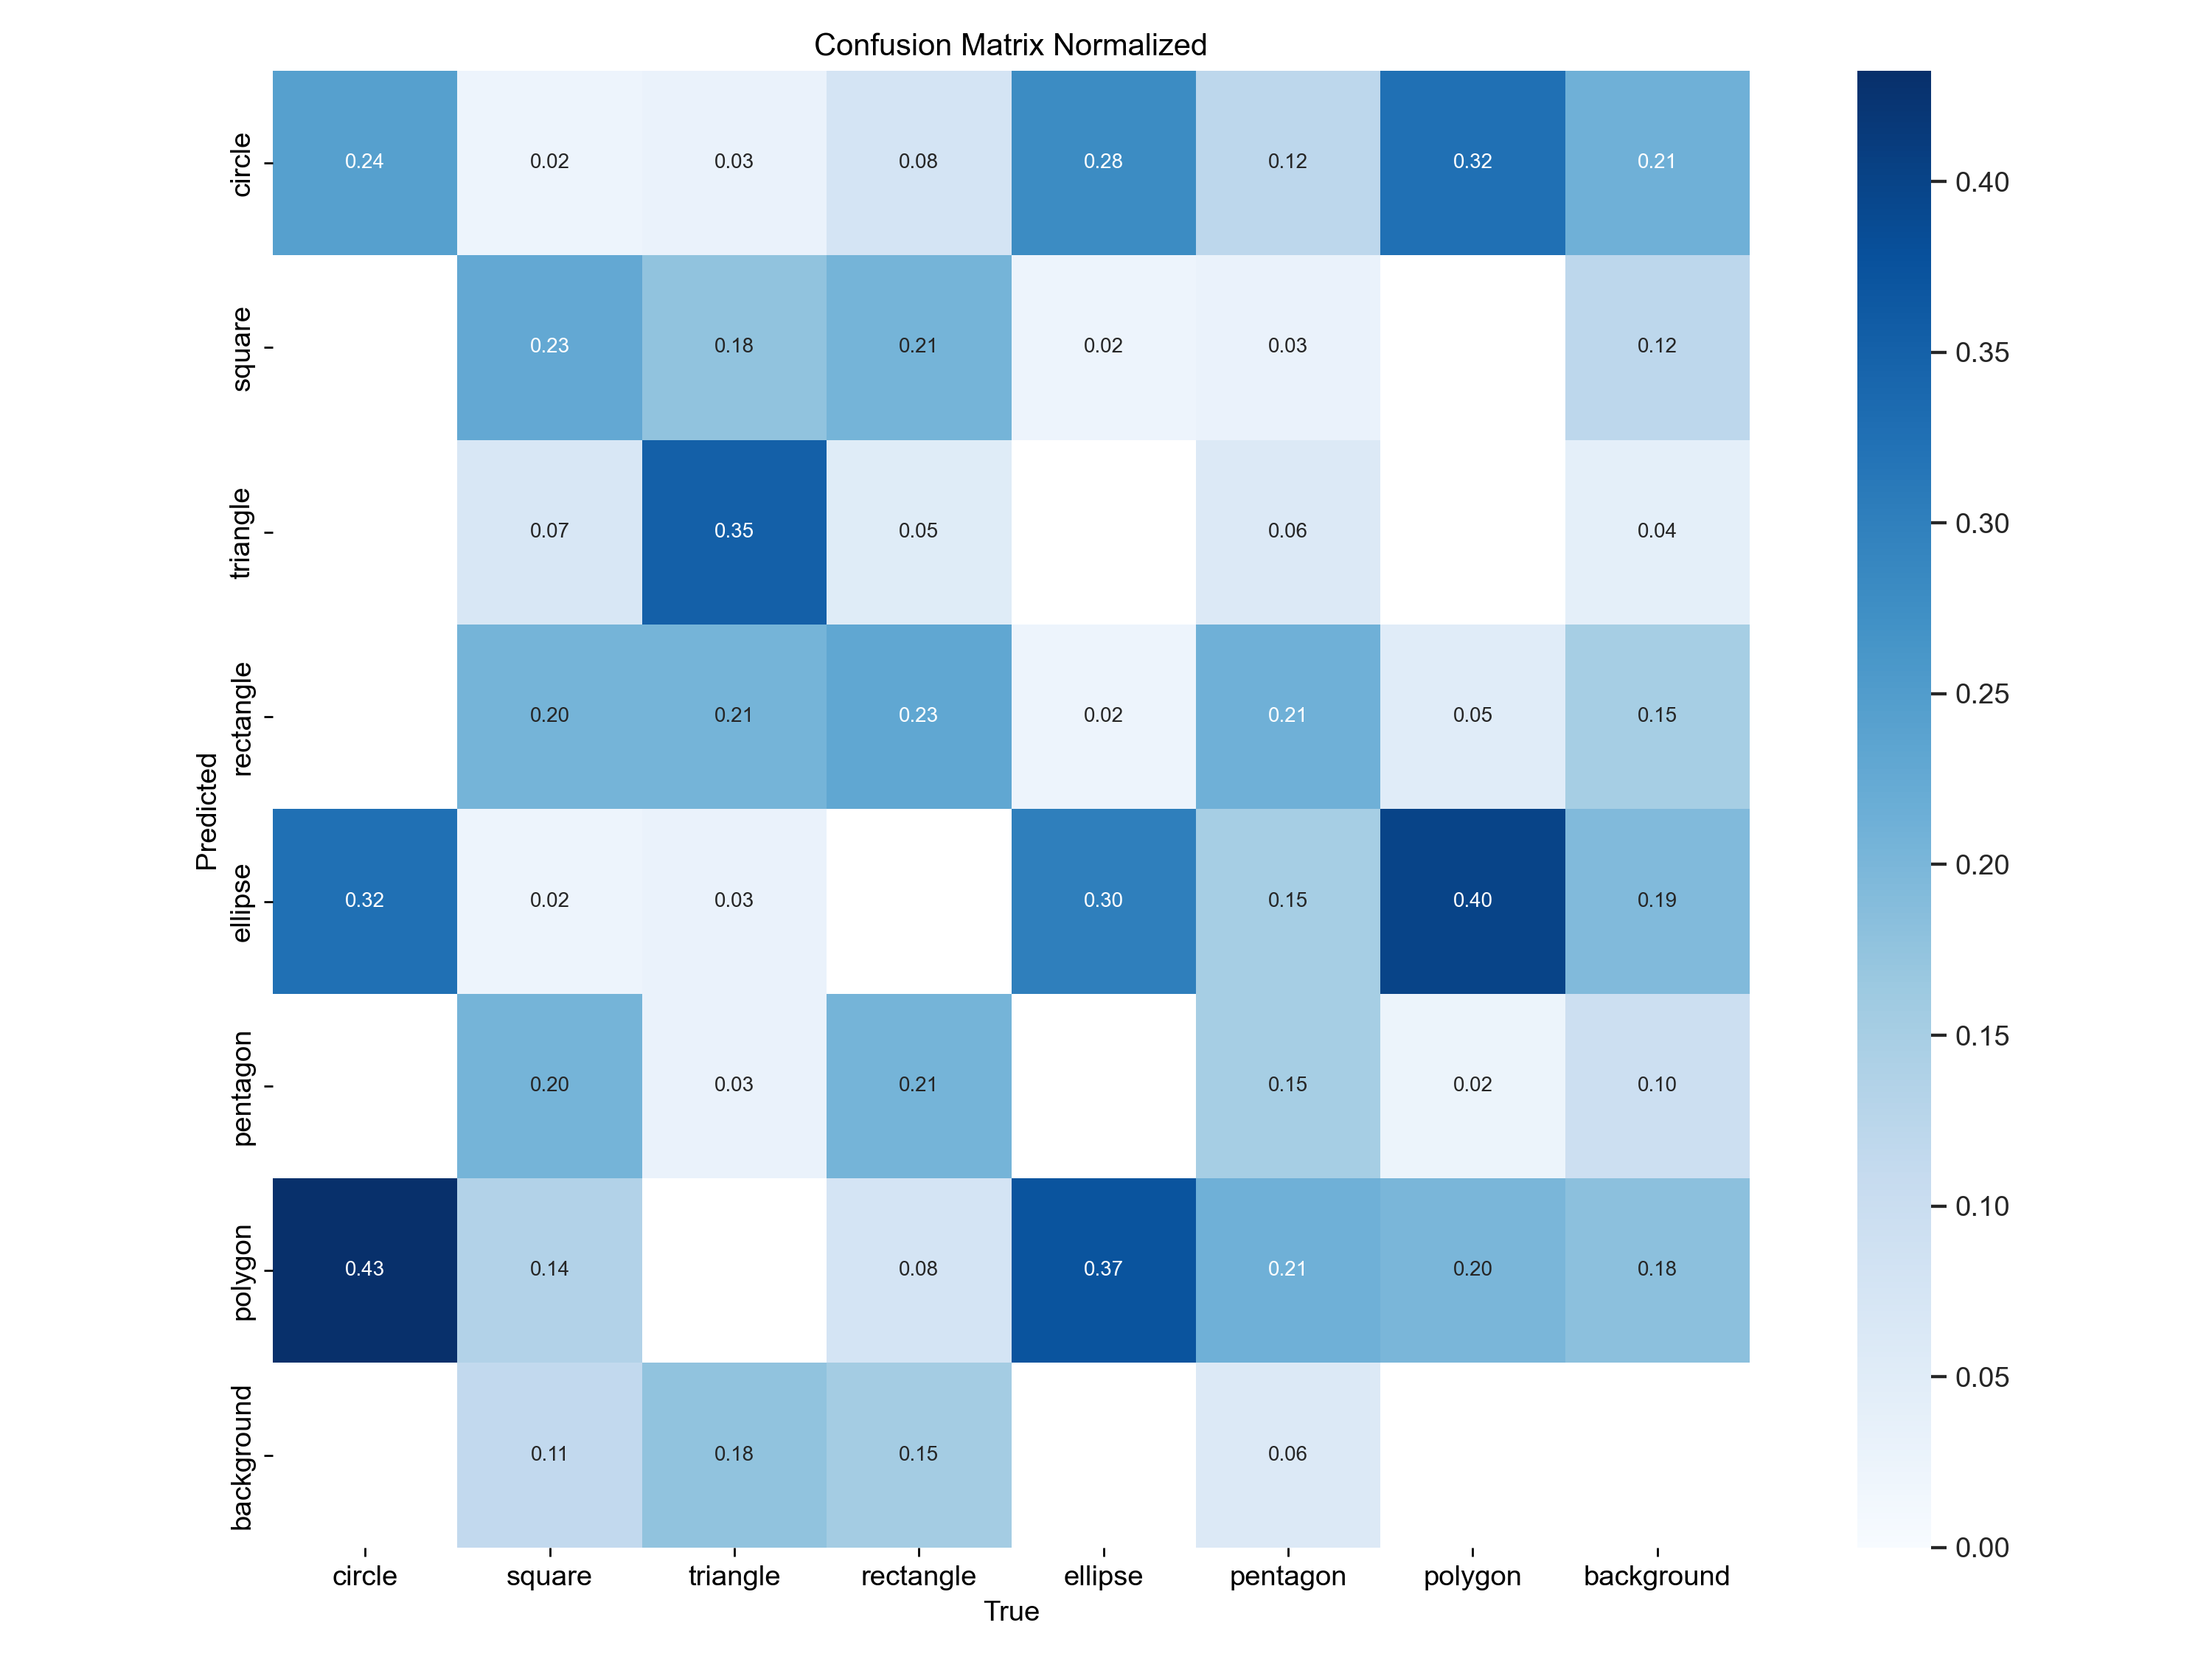 Confusion Matrix Normalized
circle 0.24 0.02 0.03 0.08 0.28 0.12 0.32 0.21
square 0.23 0.18 0.21 0.02 0.03 0.12
triangle 0.07 0.35 0.05 0.06 0.04
rectangle 0.20 0.21 0.23 0.02 0.21 0.05 0.15
ellipse 0.32 0.02 0.03 0.30 0.15 0.40 0.19
pentagon 0.20 0.03 0.21 0.15 0.02 0.10
polygon 0.43 0.14 0.08 0.37 0.21 0.20 0.18
background 0.11 0.18 0.15 0.06
Predicted
circle square triangle rectangle ellipse pentagon polygon background
True
0.40
0.35
0.30
0.25
0.20
0.15
0.10
0.05
0.00